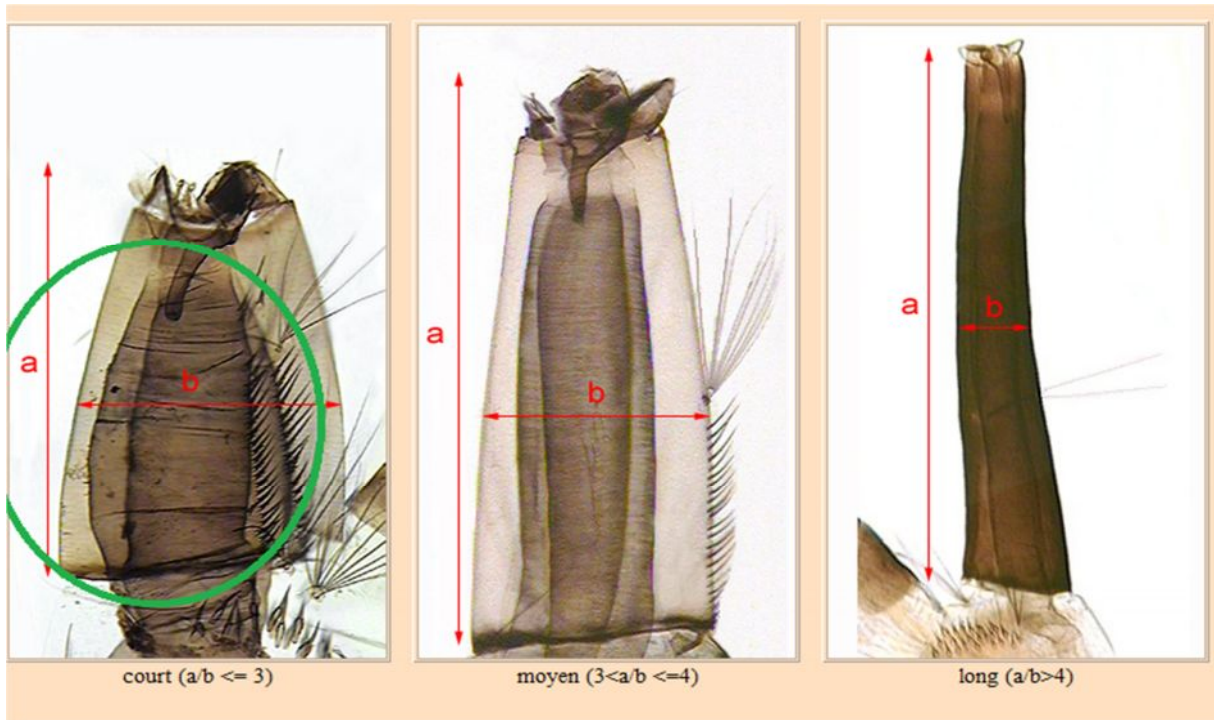 a
b
a
b
a
b
court (a/b <= 3)
moyen (3<a/b <=4)
long (a/b>4)